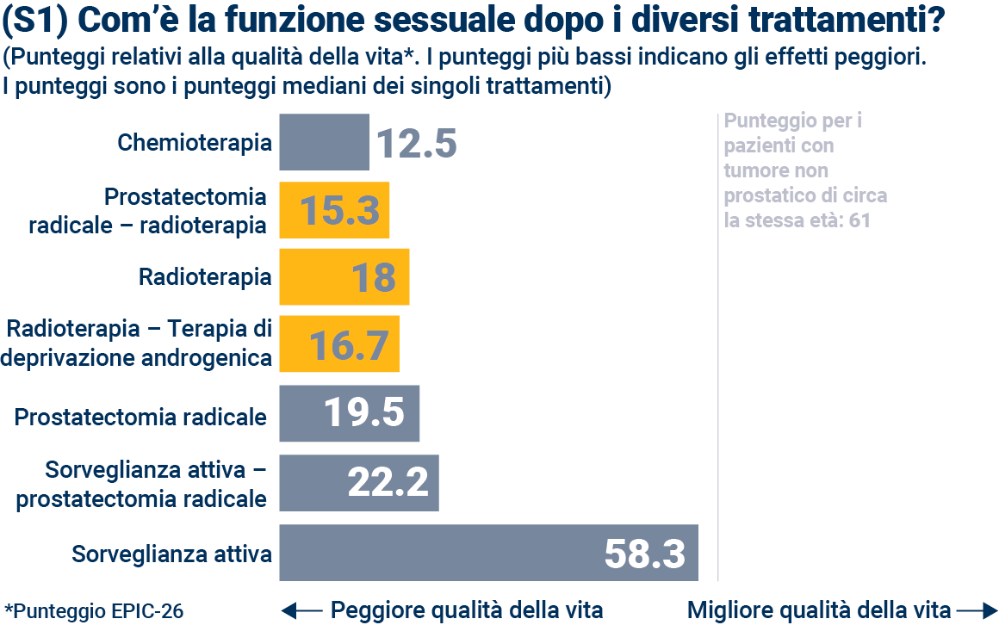 (S1) Com’è la funzione sessuale dopo i diversi trattamenti?
(Punteggi relativi alla qualità della vita*. I punteggi più bassi indicano gli effetti peggiori.
I punteggi sono i punteggi mediani dei singoli trattamenti)
Chemioterapia
12.5
Prostatectomia
radicale – radioterapia
15.3
Radioterapia
18
Radioterapia – Terapia di
deprivazione androgenica
16.7
Prostatectomia radicale
19.5
Sorveglianza attiva –
prostatectomia radicale
22.2
Sorveglianza attiva
58.3
Punteggio per i
pazienti con
tumore non
prostatico di circa
la stessa età: 61
*Punteggio EPIC-26
Peggiore qualità della vita
Migliore qualità della vita